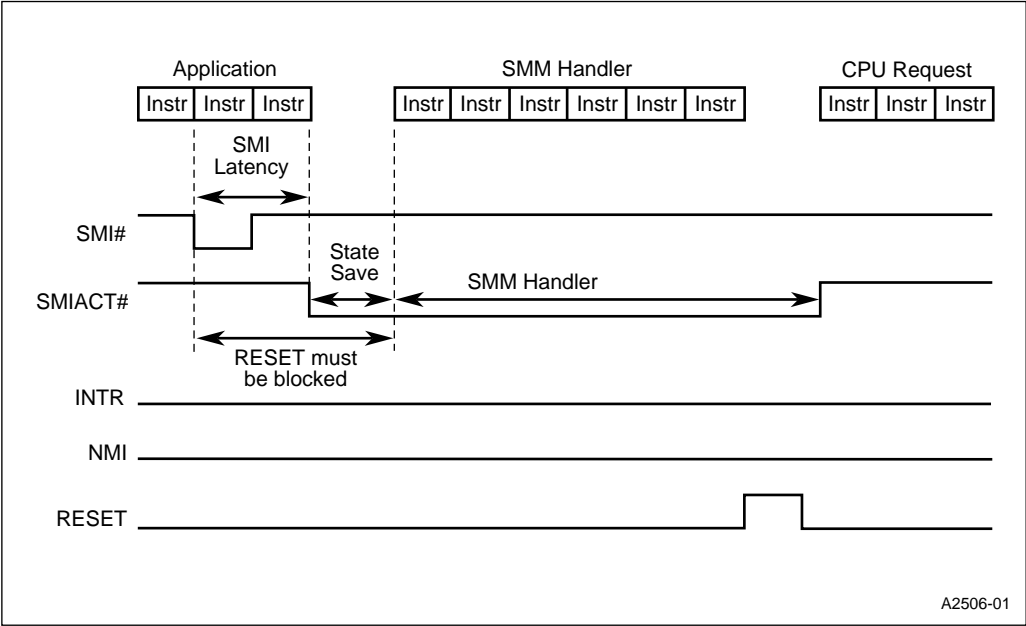 Application SMM Handler CPU Request
Instr Instr Instr Instr Instr Instr Instr Instr Instr Instr Instr Instr
SMI
Latency
SMI#
State
Save
SMM Handler
SMIACT#
RESET must
be blocked
INTR
NMI
RESET
A2506-01